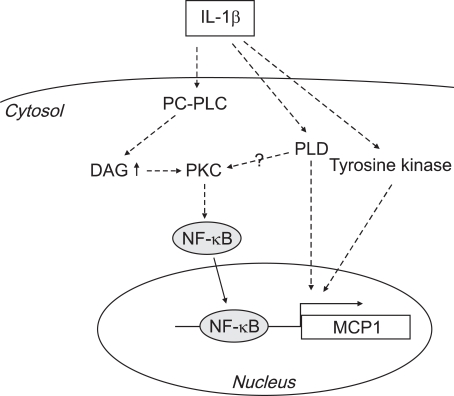 IL-1β
Cytosol
PC-PLC
DAG↑
PKC
?
PLD
Tyrosine kinase
NF-κB
NF-κB
MCP1
Nucleus